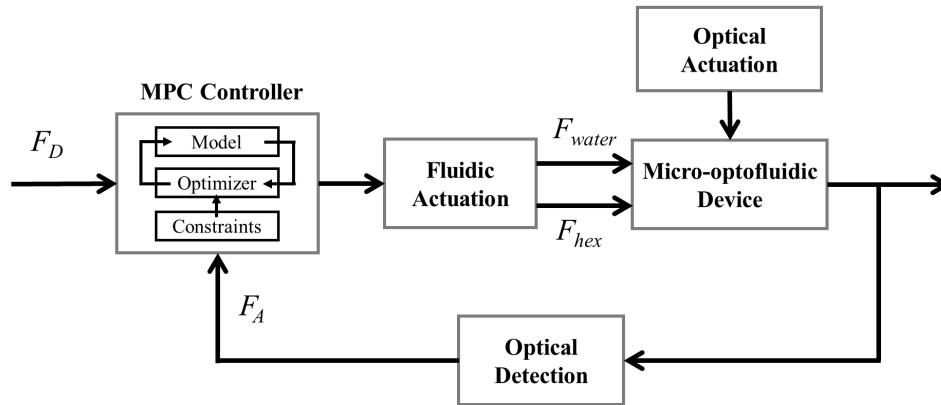 Optical
Actuation
MPC Controller
F_D
Model
Optimizer
Constraints
Fluidic
Actuation
F_water
F_hex
Micro-optofluidic
Device
F_A
Optical
Detection